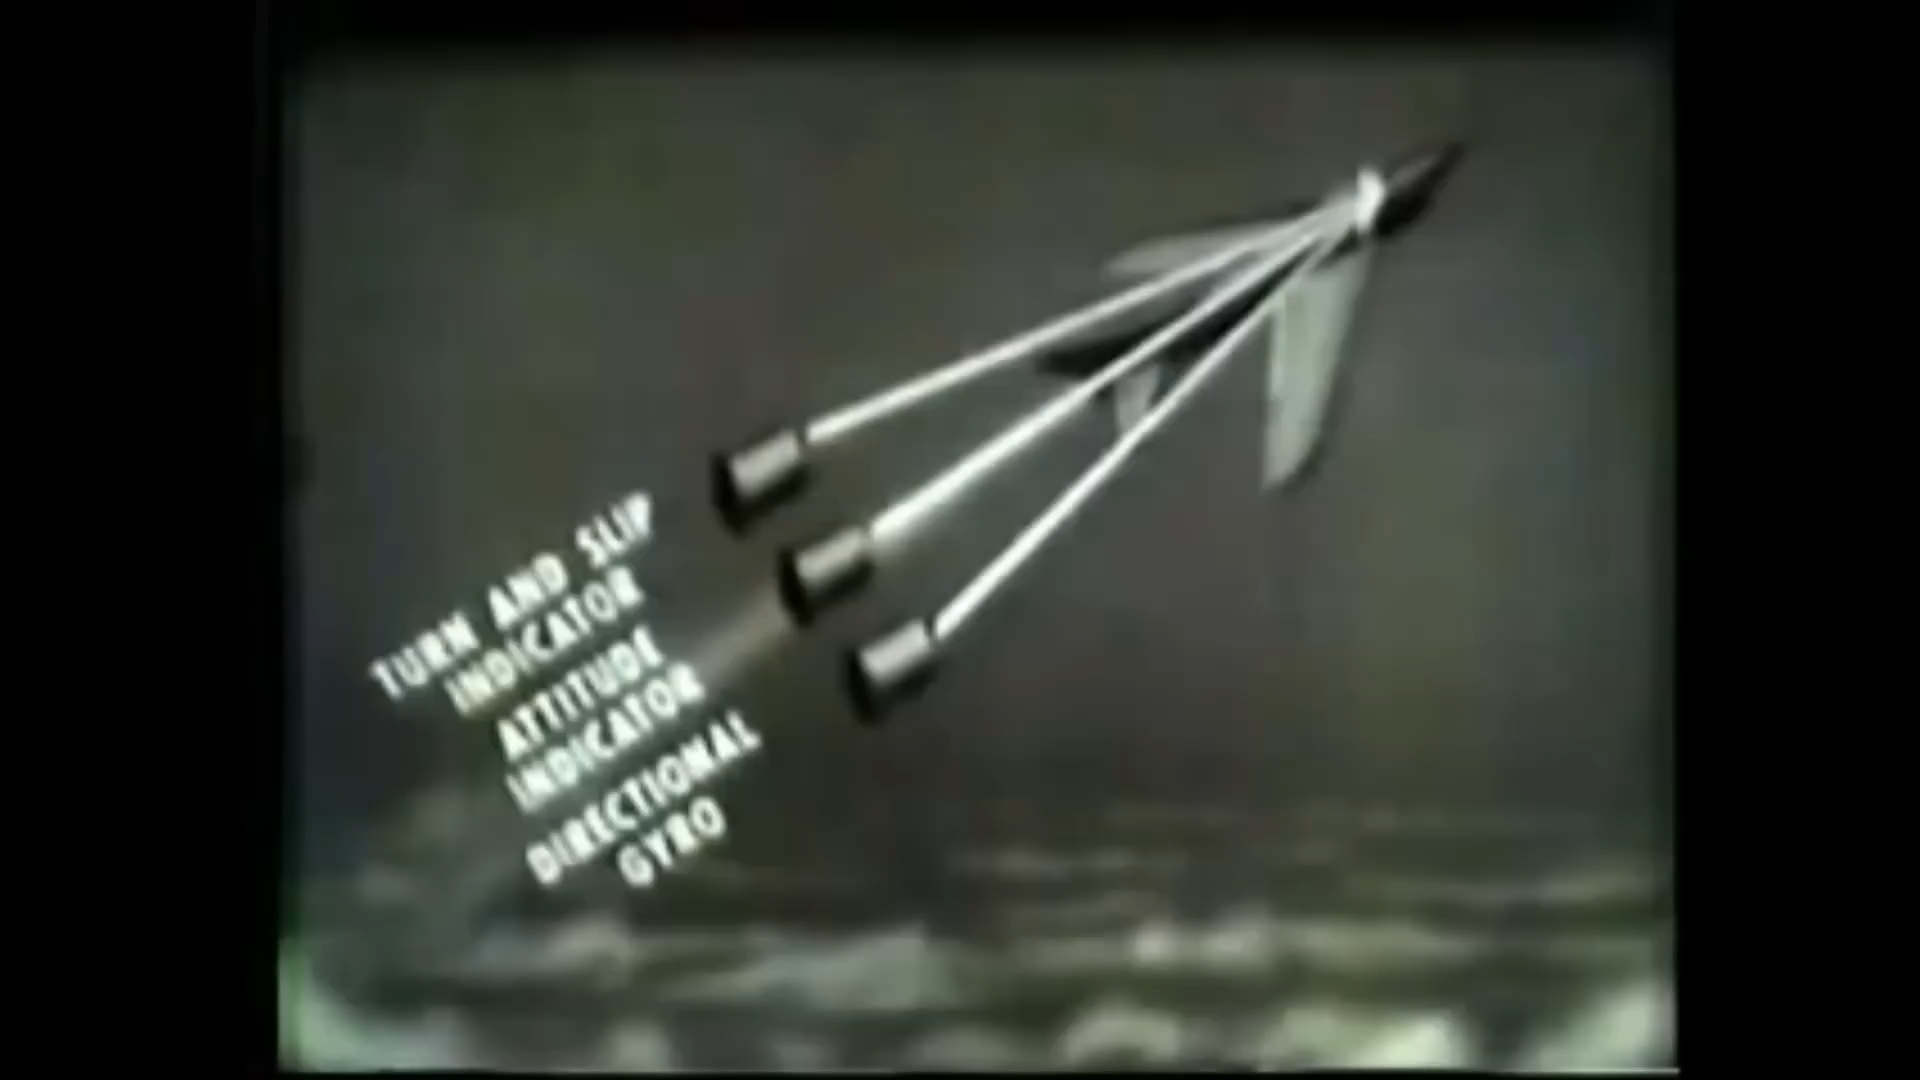 TURN AND SLIP
INDICATOR
ATTITUDE
INDICATOR
DIRECTIONAL
GYRO